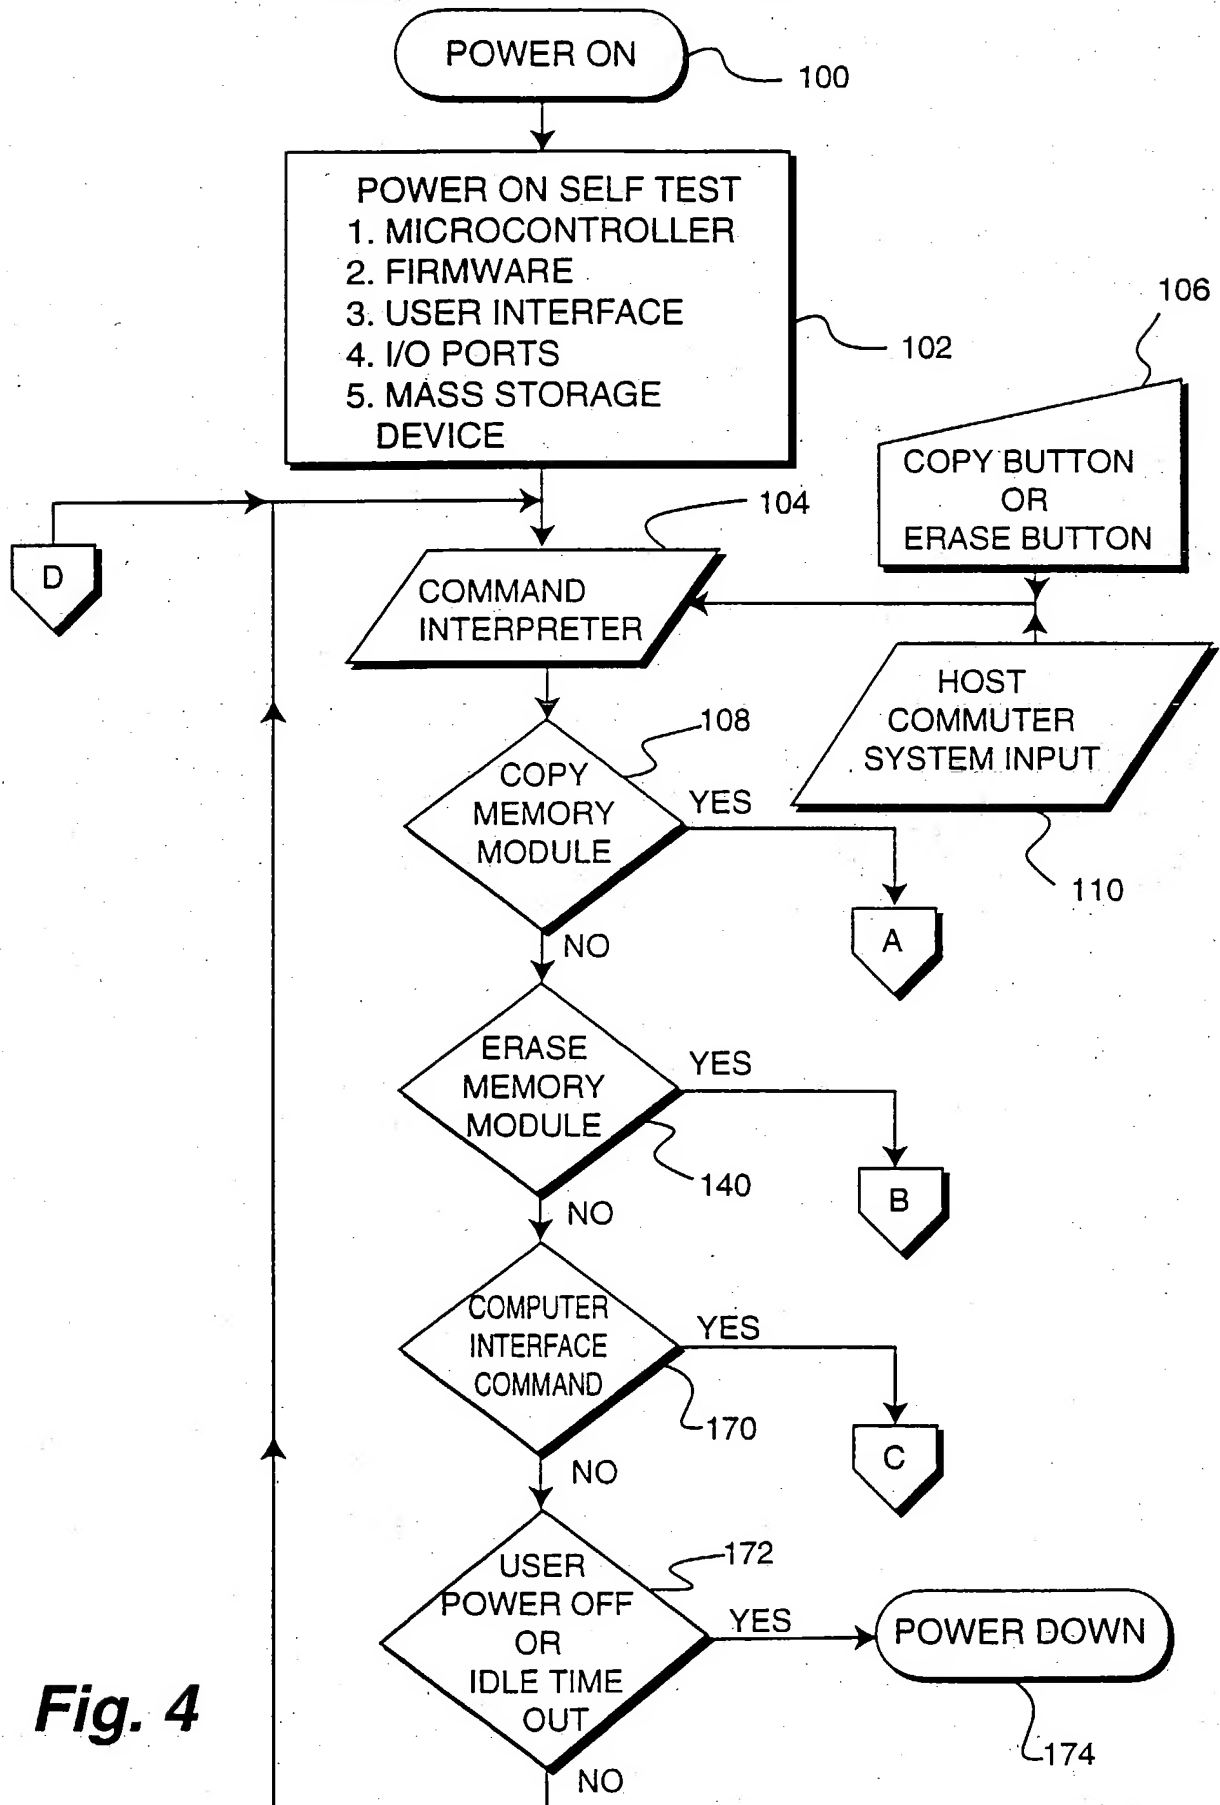 POWER ON
100
POWER ON SELF TEST
1. MICROCONTROLLER
2. FIRMWARE
3. USER INTERFACE
4. I/O PORTS
5. MASS STORAGE
DEVICE
102
106
COPY BUTTON
OR
ERASE BUTTON
104
D
COMMAND
INTERPRETER
HOST
COMMUTER
SYSTEM INPUT
110
108
COPY
MEMORY
MODULE
YES
A
NO
ERASE
MEMORY
MODULE
YES
140
B
NO
COMPUTER
INTERFACE
COMMAND
YES
170
C
NO
USER
POWER OFF
OR
IDLE TIME
OUT
172
YES
POWER DOWN
174
NO
Fig. 4